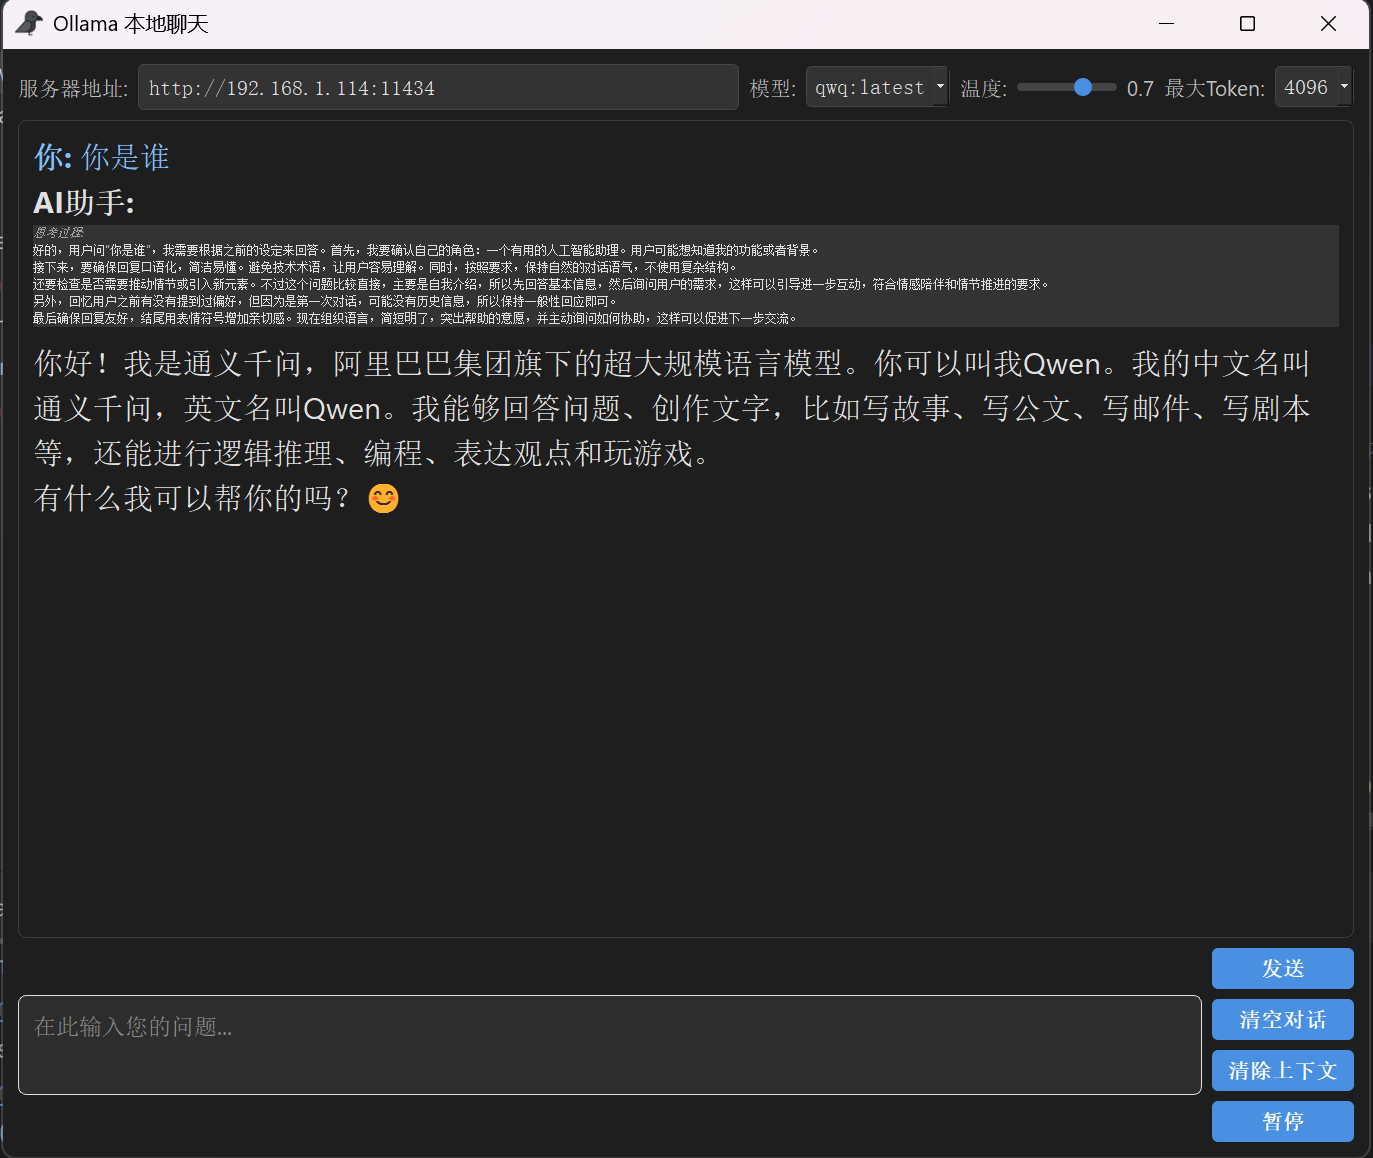 Ollama 本地聊天
服务器地址: http://192.168.1.114:11434 模型: qwq:latest 温度: 0.7 最大Token: 4096
你: 你是谁
AI助手:
思考过程:
好的，用户问"你是谁"，我需要根据之前的设定来回答。首先，我要确认自己的角色：一个有用的人工智能助理。用户可能想知道我的功能或者背景。
接下来，要确保回复口语化，简洁易懂。避免技术术语，让用户容易理解。同时，按照要求，保持自然的对话语气，不使用复杂结构。
还要检查是否需要推动情节或引入新元素。不过这个问题比较直接，主要是自我介绍，所以先回答基本信息，然后询问用户的需求，这样可以引导进一步互动，符合情感陪伴和情节推进的要求。
另外，回忆用户之前有没有提到过偏好，但因为是第一次对话，可能没有历史信息，所以保持一般性回应即可。
最后确保回复友好，结尾用表情符号增加亲切感。现在组织语言，简短明了，突出帮助的意愿，并主动询问如何协助，这样可以促进下一步交流。
你好！我是通义千问，阿里巴巴集团旗下的超大规模语言模型。你可以叫我Qwen。我的中文名叫
通义千问，英文名叫Qwen。我能够回答问题、创作文字，比如写故事、写公文、写邮件、写剧本
等，还能进行逻辑推理、编程、表达观点和玩游戏。
有什么我可以帮你的吗？😊
发送
在此输入您的问题...
清空对话
清除上下文
暂停